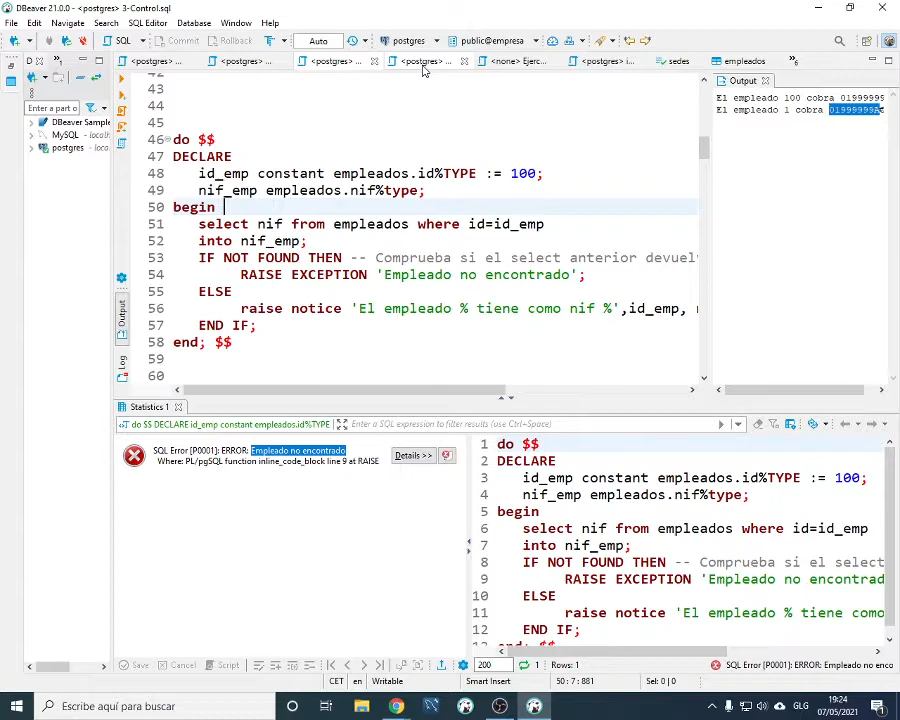 DBeaver 21.0.0 - <postgres> 3-Control.sql
File Edit Navigate Search SQL Editor Database Window Help
SQL Commit Rollback T Auto postgres public@empresa
D <postgres> ... <postgres> ... <postgres> ... <postgres> ... <none> Ejerc... <postgres> i... sedes empleados
Output
Enter a part o
DBeaver Sample
MySQL - localh
postgres - loca
El empleado 100 cobra 01999999
El empleado 1 cobra 01999999A
42
43
44
45
46 do $$
47 DECLARE
48 id_emp constant empleados.id%TYPE := 100;
49 nif_emp empleados.nif%type;
50 begin
51 select nif from empleados where id=id_emp
52 into nif_emp;
53 IF NOT FOUND THEN -- Comprueba si el select anterior devuel
54 RAISE EXCEPTION 'Empleado no encontrado';
55 ELSE
56 raise notice 'El empleado % tiene como nif %',id_emp, n
57 END IF;
58 end; $$
59
60
Output
Log
Statistics 1
do $$ DECLARE id_emp constant empleados.id%TYPE Enter a SQL expression to filter results (use Ctrl+Space)
SQL Error [P0001]: ERROR: Empleado no encontrado
Where: PL/pgSQL function inline_code_block line 9 at RAISE
Details >>
1 do $$
2 DECLARE
3 id_emp constant empleados.id%TYPE := 100;
4 nif_emp empleados.nif%type;
5 begin
6 select nif from empleados where id=id_emp
7 into nif_emp;
8 IF NOT FOUND THEN -- Comprueba si el select
9 RAISE EXCEPTION 'Empleado no encontrad
10 ELSE
11 raise notice 'El empleado % tiene como
12 END IF;
Save Cancel Script 200 1 Rows: 1 SQL Error [P0001]: ERROR: Empleado no enco
CET en Writable Smart Insert 50 : 7 : 881 Sel: 0 | 0
Escribe aquí para buscar
GLG
19:24
07/05/2021